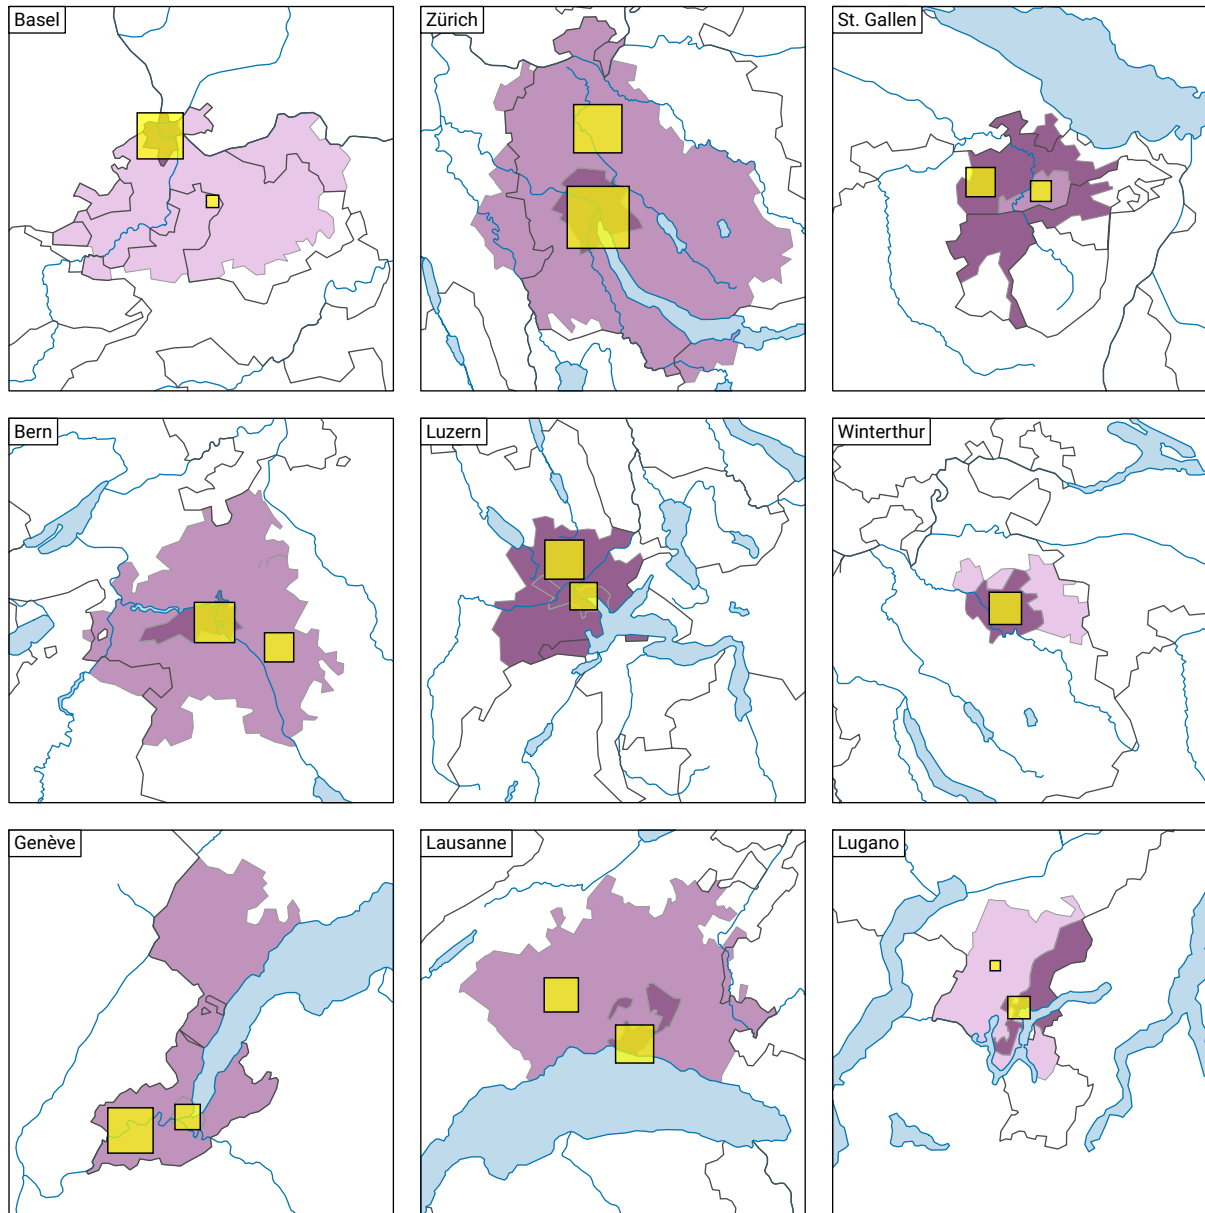 Basel
Zürich
St. Gallen
Bern
Luzern
Winterthur
Genève
Lausanne
Lugano